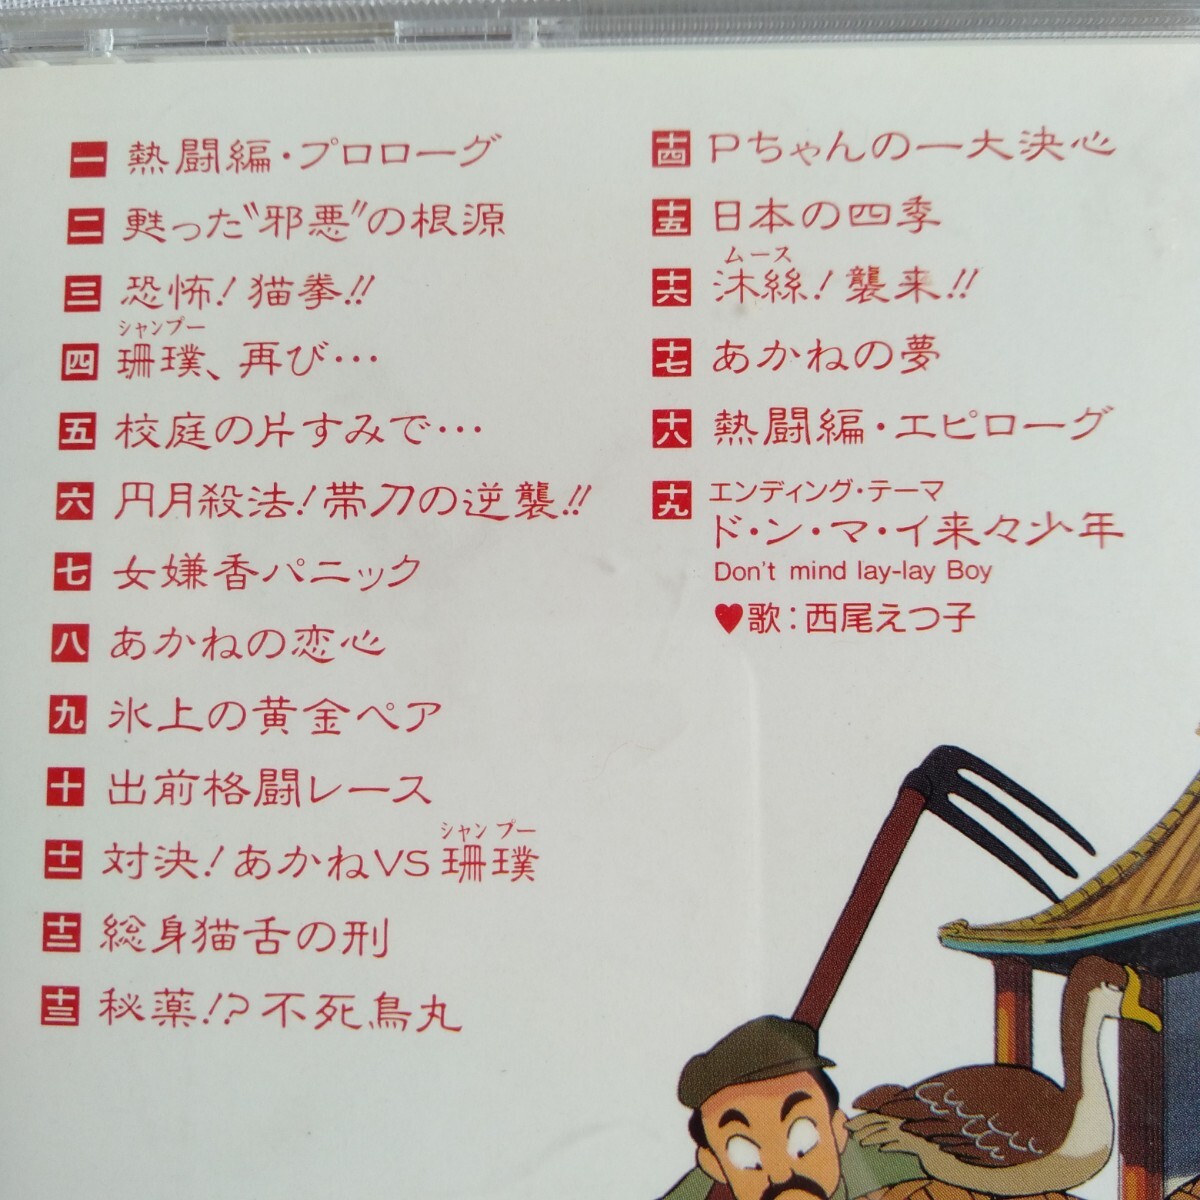 一 熱闘編・プロローグ
二 甦った〝邪悪〟の根源
三 恐怖!猫拳!!
シャンプー
四 珊璞、再び…
五 校庭の片すみで…
六 円月殺法!帯刀の逆襲!!
七 女嫌香パニック
八 あかねの恋心
九 氷上の黄金ペア
十 出前格闘レース
シャンプー
十一 対決!あかねVS珊璞
十二 総身猫舌の刑
十三 秘薬!?不死鳥丸
十四 Pちゃんの一大決心
十五 日本の四季
ムース
十六 沐絲!襲来!!
十七 あかねの夢
十八 熱闘編・エピローグ
十九 エンディング・テーマ
ド・ン・マ・イ来々少年
Don't mind lay-lay Boy
♥歌:西尾えつ子